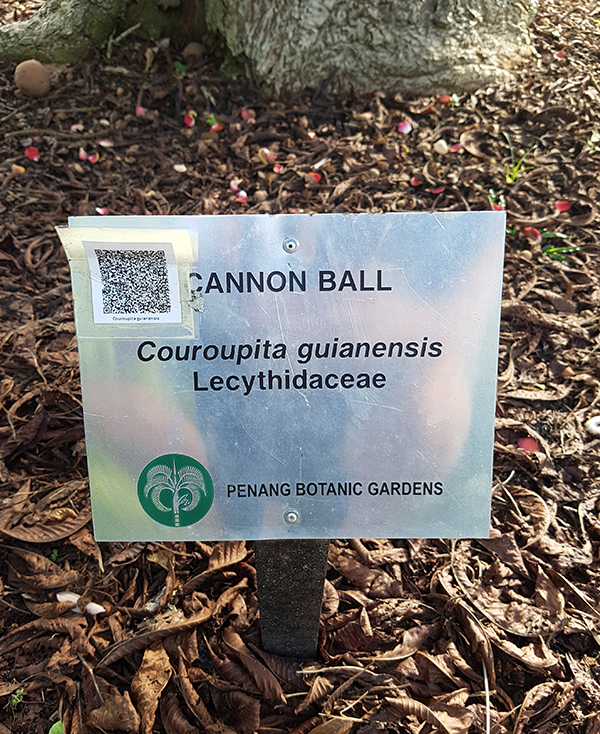 CANNON BALL
Couroupita guianensis
Couroupita guianensis
Lecythidaceae
PENANG BOTANIC GARDENS